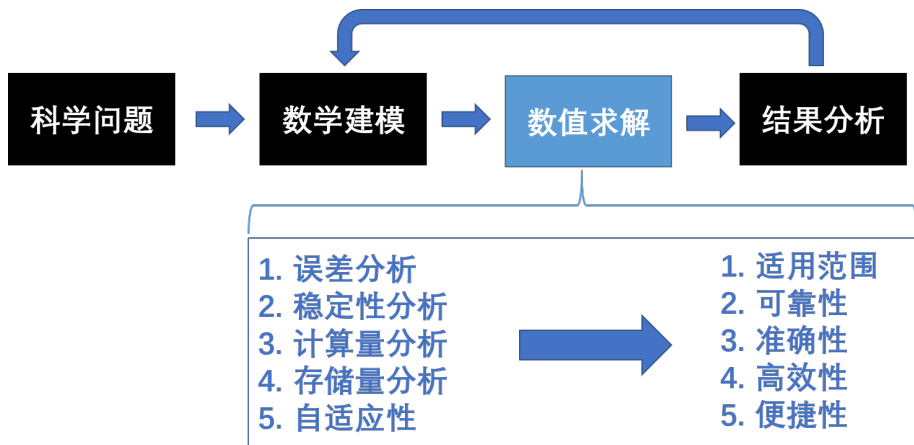 科学问题
数学建模
数值求解
结果分析
1. 误差分析
2. 稳定性分析
3. 计算量分析
4. 存储量分析
5. 自适应性
1. 适用范围
2. 可靠性
3. 准确性
4. 高效性
5. 便捷性